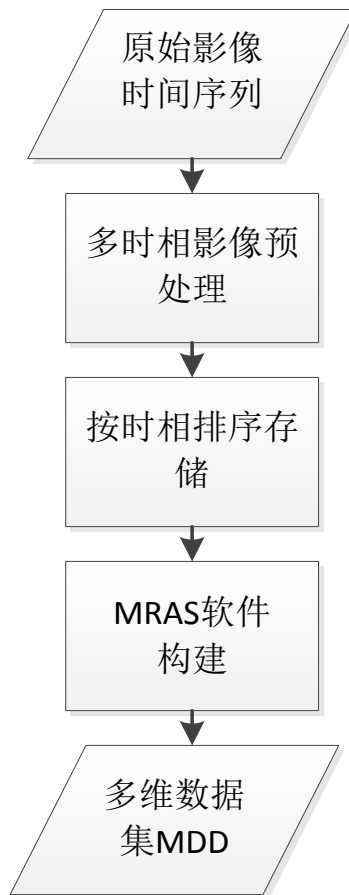 原始影像
时间序列
多时相影像预
处理
按时相排序存
储
MRAS软件
构建
多维数据
集MDD